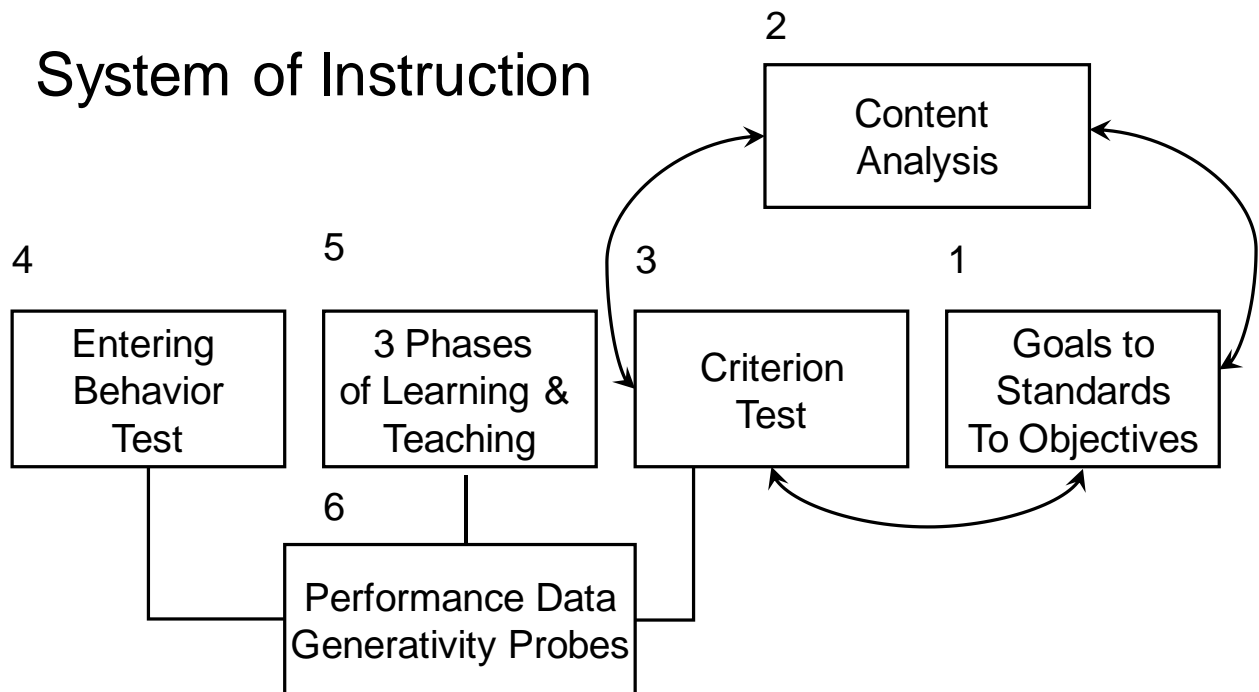 System of Instruction
2
Content
Analysis
4
Entering
Behavior
Test
5
3 Phases
of Learning &
Teaching
3
Criterion
Test
1
Goals to
Standards
To Objectives
6
Performance Data
Generativity Probes